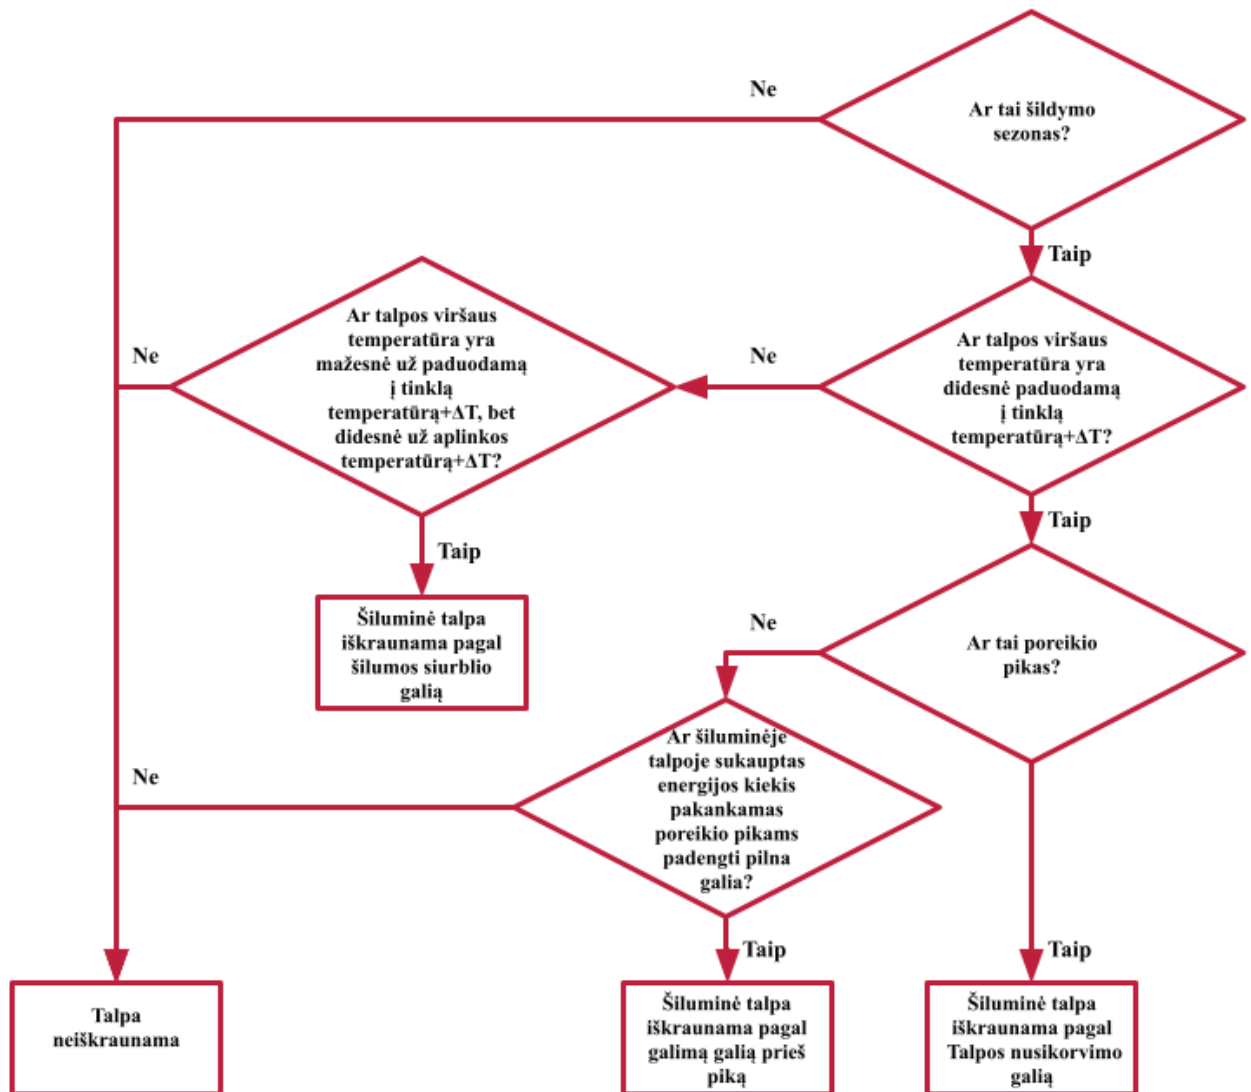 Ne
Ar tai šildymo
sezonas?
Taip
Ar talpos viršaus
temperatūra yra
mažesnė už paduodamą
į tinklą
temperatūrą+ΔT, bet
didesnė už aplinkos
temperatūrą+ΔT?
Ne
Ne
Ar talpos viršaus
temperatūra yra
didesnė paduodamą
į tinklą
temperatūrą+ΔT?
Taip
Taip
Šiluminė talpa
iškraunama pagal
šilumos siurblio
galią
Ne
Ar tai poreikio
pikas?
Ne
Ar šiluminėje
talpoje sukauptas
energijos kiekis
pakankamas
poreikio pikams
padengti pilna
galia?
Taip
Taip
Talpa
neiškraunama
Šiluminė talpa
iškraunama pagal
galimą galią prieš
piką
Šiluminė talpa
iškraunama pagal
Talpos nusikorvimo
galią